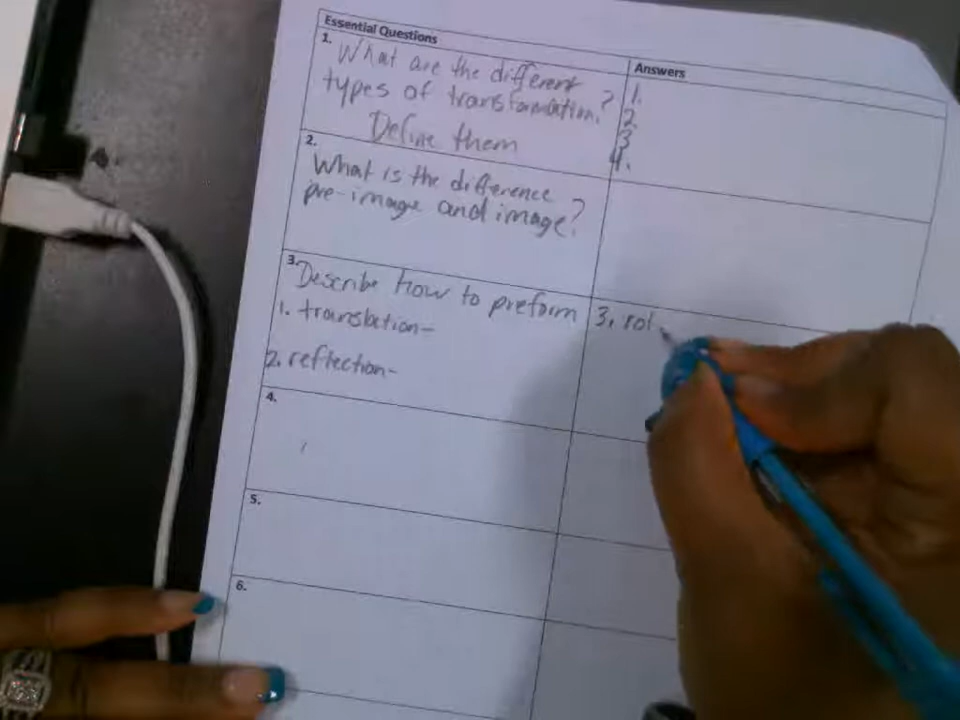 Essential Questions
Answers
1.
What are the different
types of transformation?
Define them
1.
2.
3
4.
2.
What is the difference
pre-image and image?
3.
Describe how to preform
1. translation-
2. reflection-
3. rot
4.
5.
6.